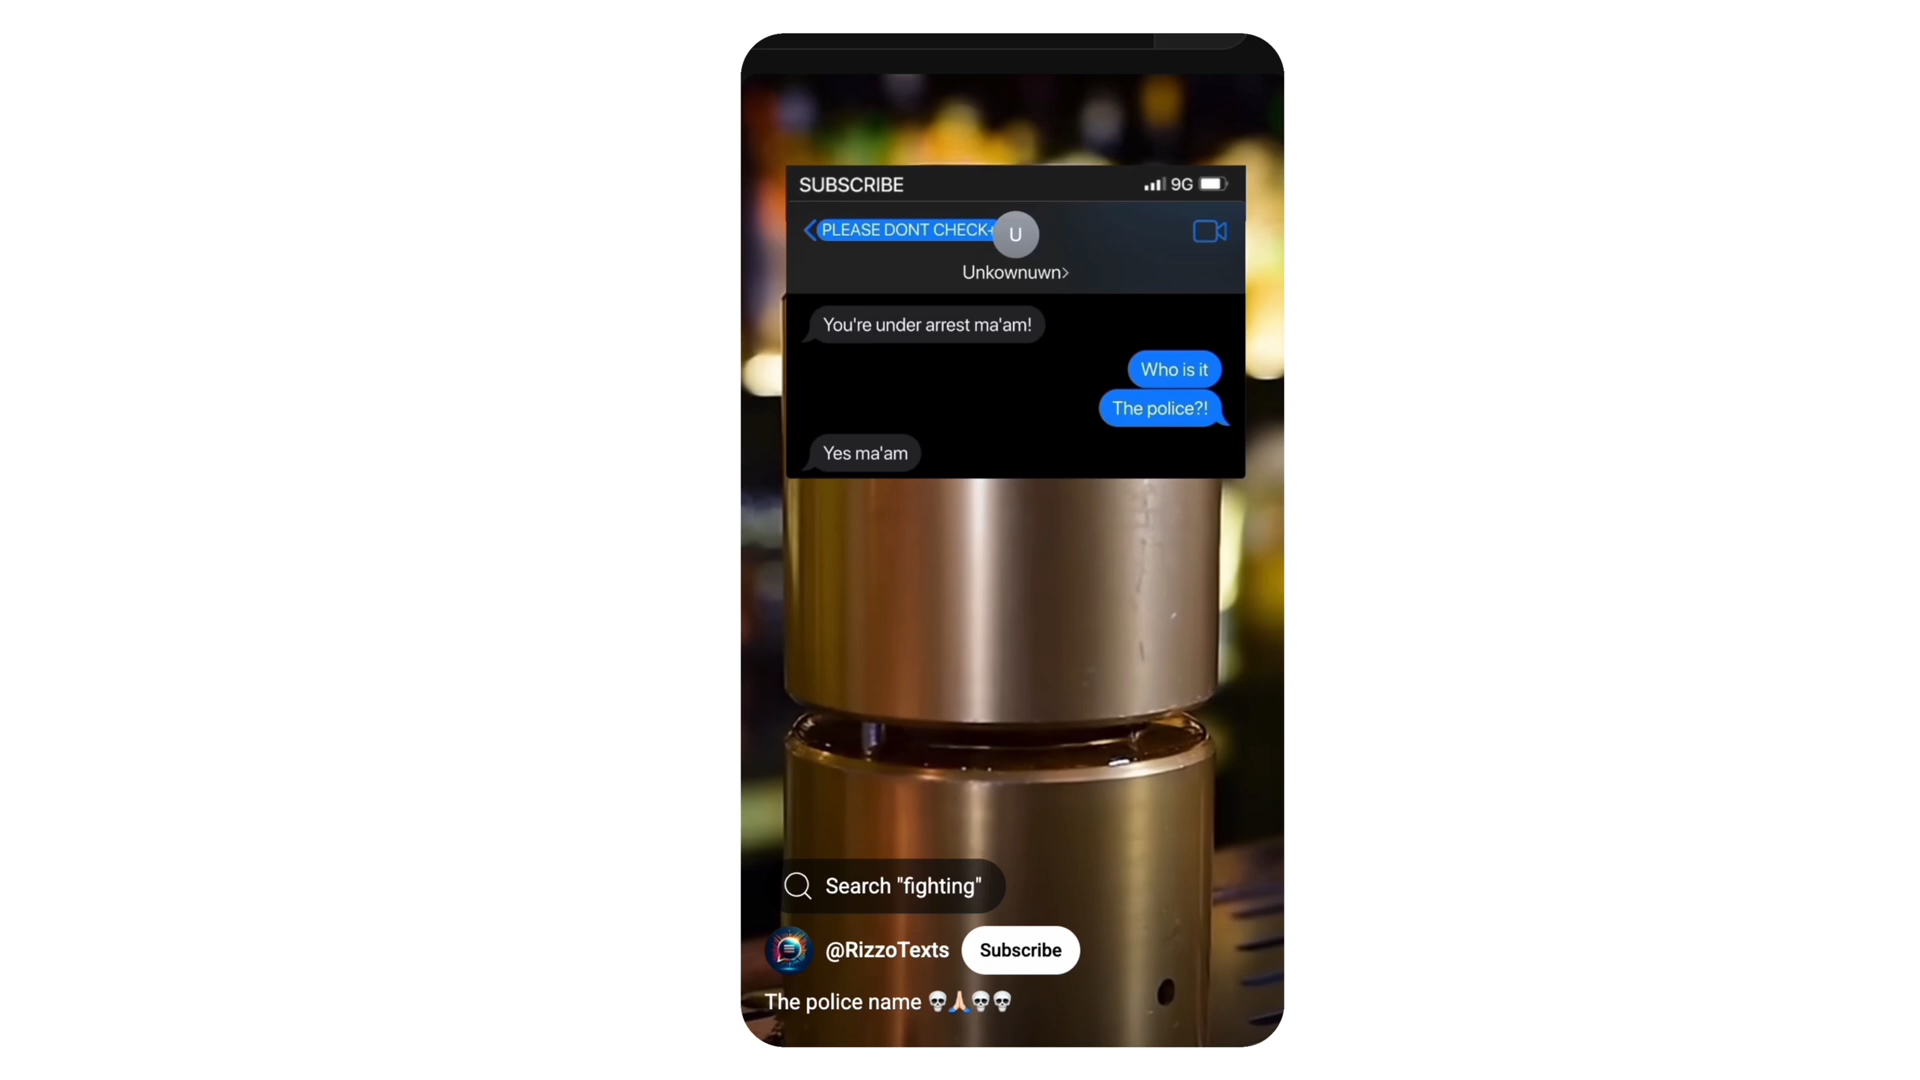 SUBSCRIBE
9G
PLEASE DONT CHECK+
U
Unkownuwn>
You're under arrest ma'am!
Who is it
The police?!
Yes ma'am
Search "fighting"
@RizzoTexts
Subscribe
The police name 💀🙏🏻💀💀